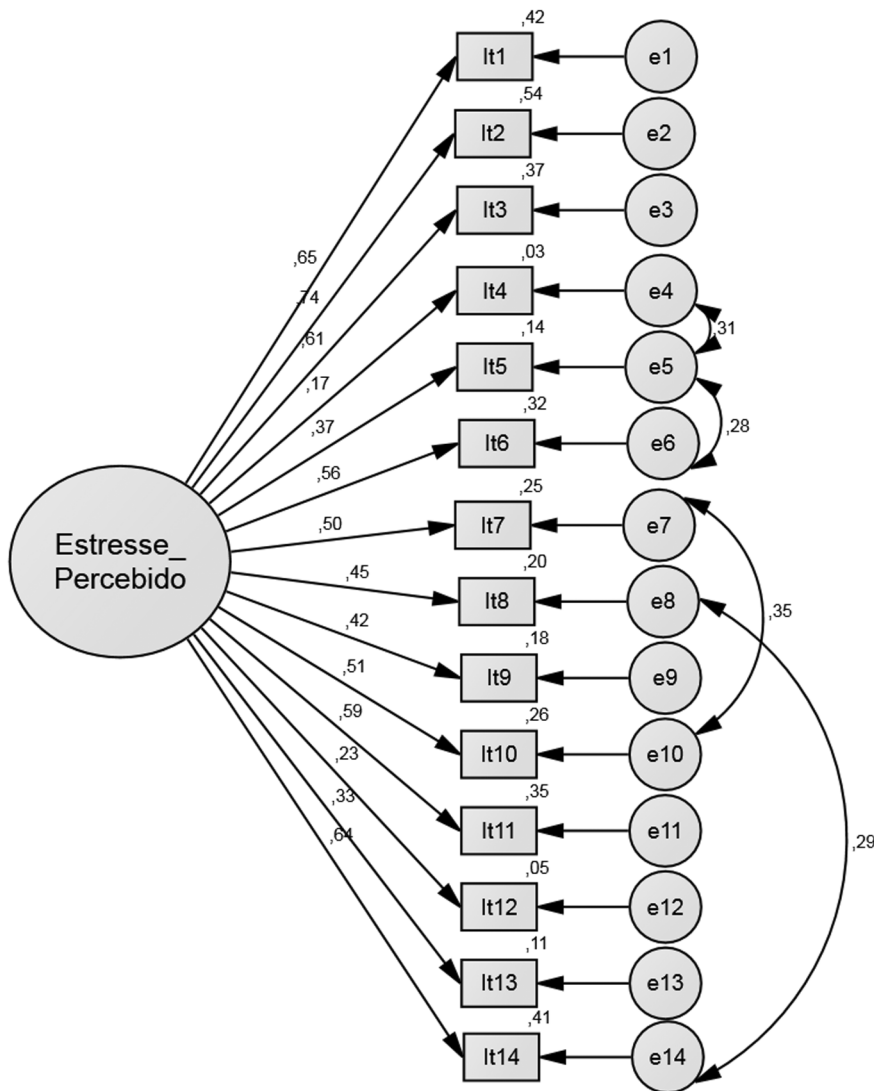 ,42
It1
e1
,54
It2
e2
,37
It3
e3
,65
,03
It4
e4
,74
,31
,61
,14
It5
e5
,17
,37
,32
It6
e6
,28
,56
,25
It7
e7
,50
Estresse_
Percebido
,20
It8
e8
,45
,35
,42
,18
It9
e9
,51
,26
It10
e10
,59
,23
,35
It11
e11
,33
,64
,29
,05
It12
e12
,11
It13
e13
,41
It14
e14